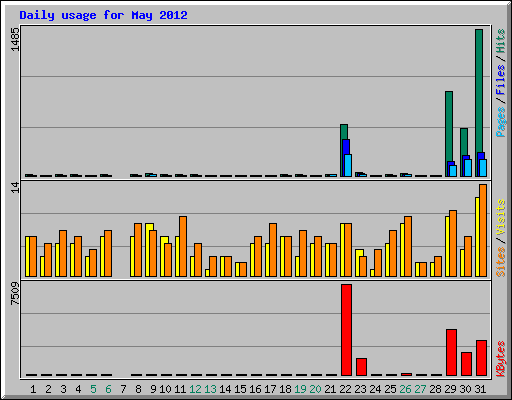 Daily usage for May 2012
1485
Pages / Files / Hits
14
Sites / Visits
7509
KBytes
1 2 3 4 5 6 7 8 9 10 11 12 13 14 15 16 17 18 19 20 21 22 23 24 25 26 27 28 29 30 31